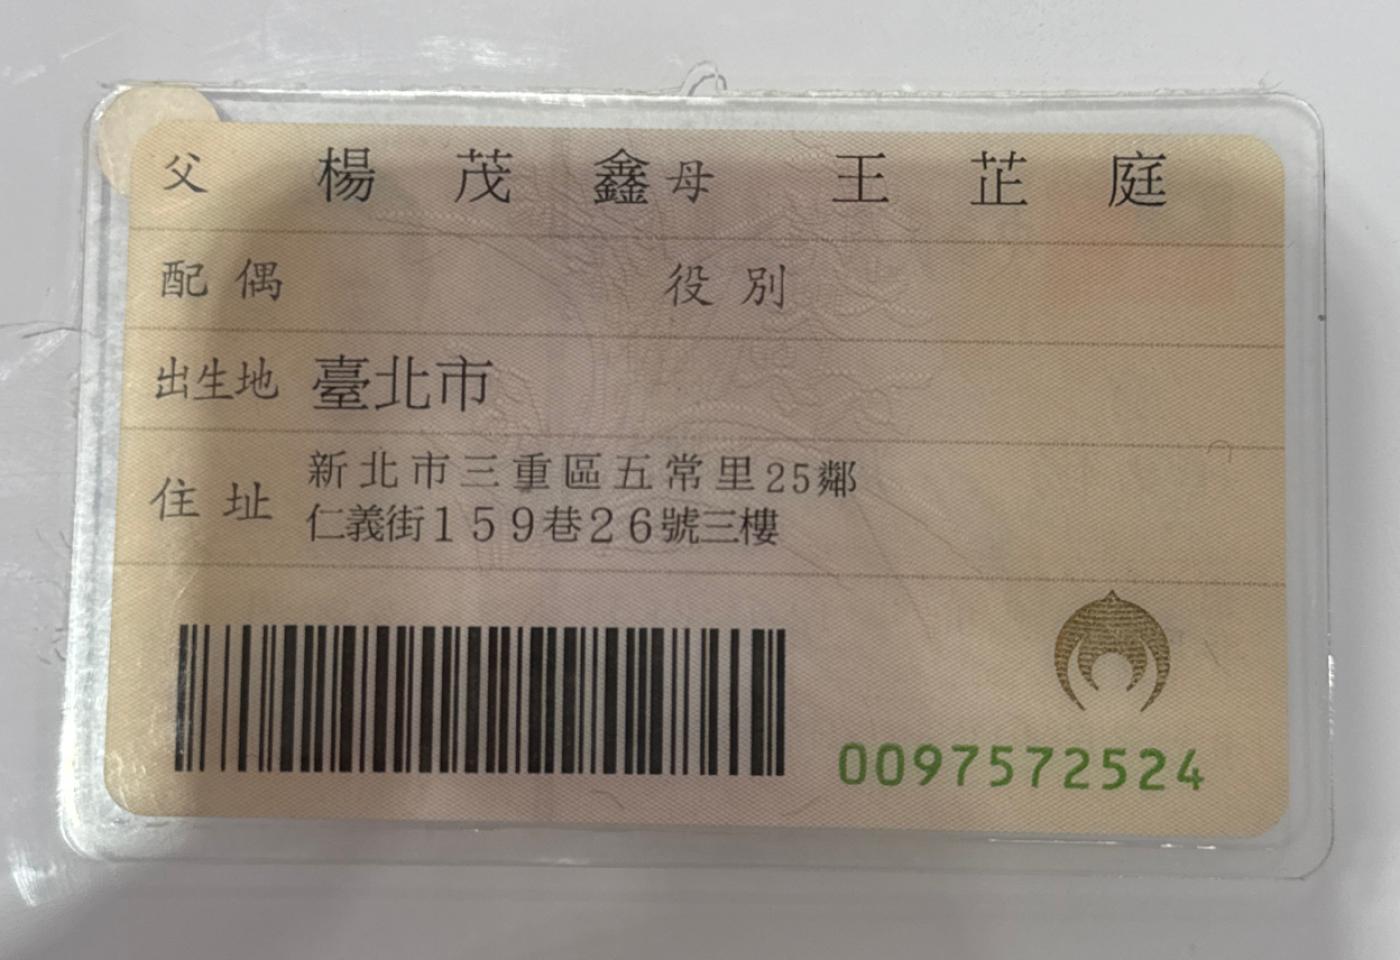 父 楊茂鑫 母 王芷庭
配偶 役別
出生地 臺北市
住址 新北市三重區五常里25鄰
仁義街159巷26號三樓
0097572524